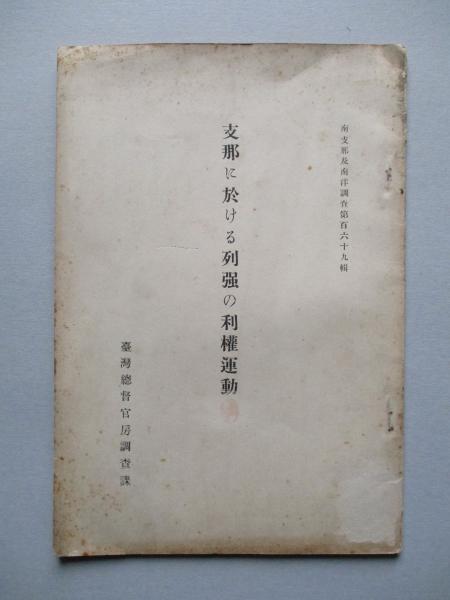 南支那及南洋調査第百六十九輯
支那に於ける列强の利權運動
臺灣總督官房調査課